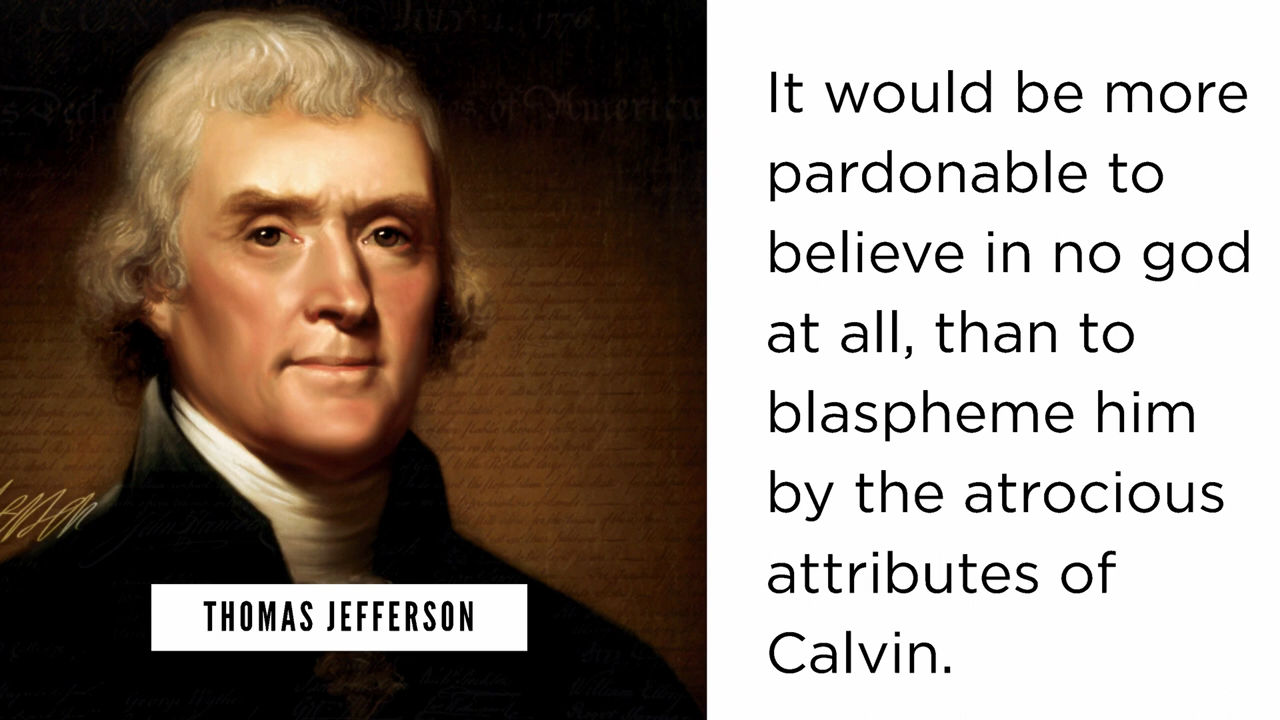 THOMAS JEFFERSON
It would be more
pardonable to
believe in no god
at all, than to
blaspheme him
by the atrocious
attributes of
Calvin.